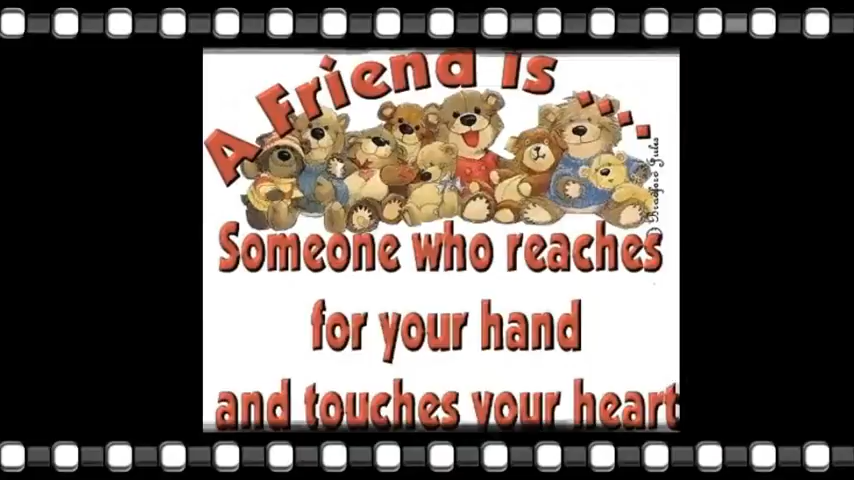 A Friend is ....
Someone who reaches
for your hand
and touches your heart